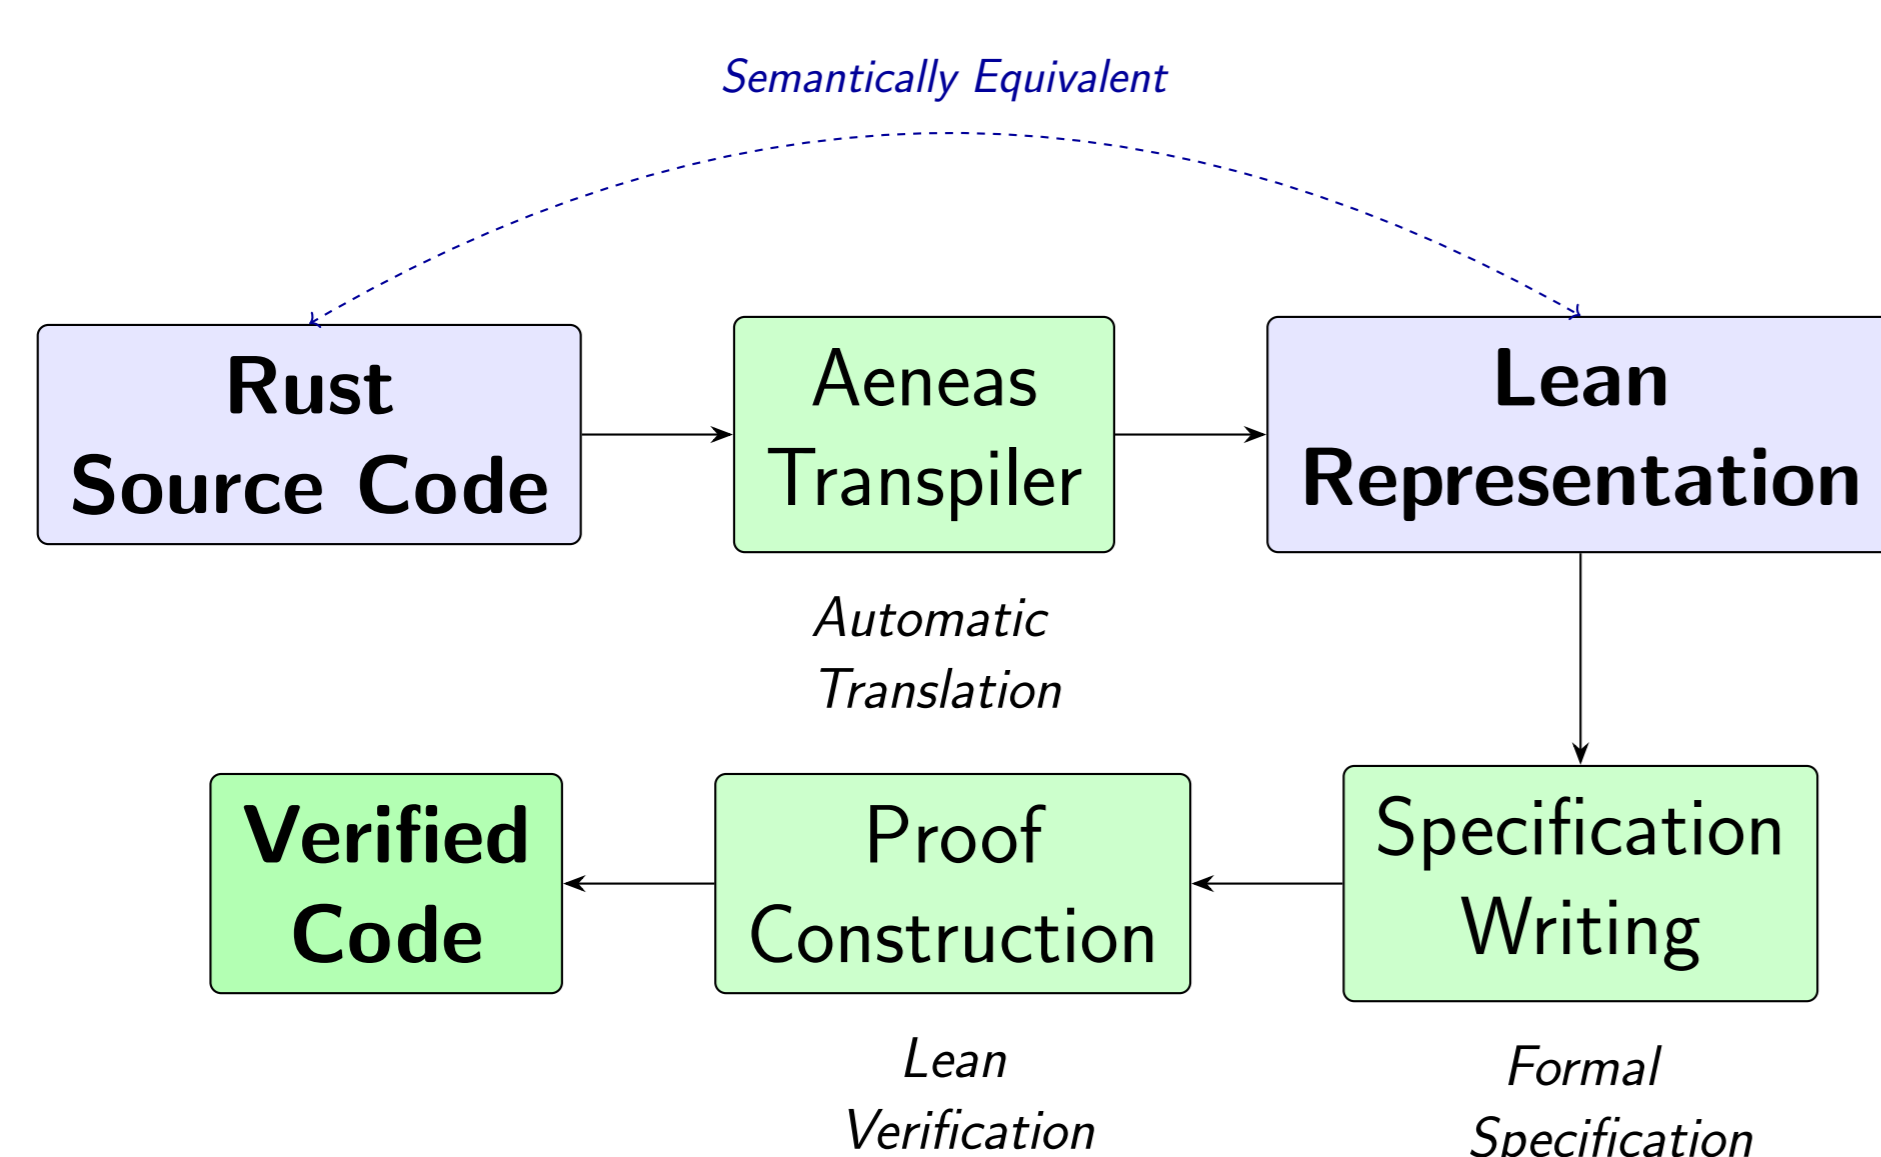 Semantically Equivalent
Rust
Source Code
Aeneas
Transpiler
Lean
Representation
Automatic
Translation
Verified
Code
Proof
Construction
Specification
Writing
Lean
Verification
Formal
Specification